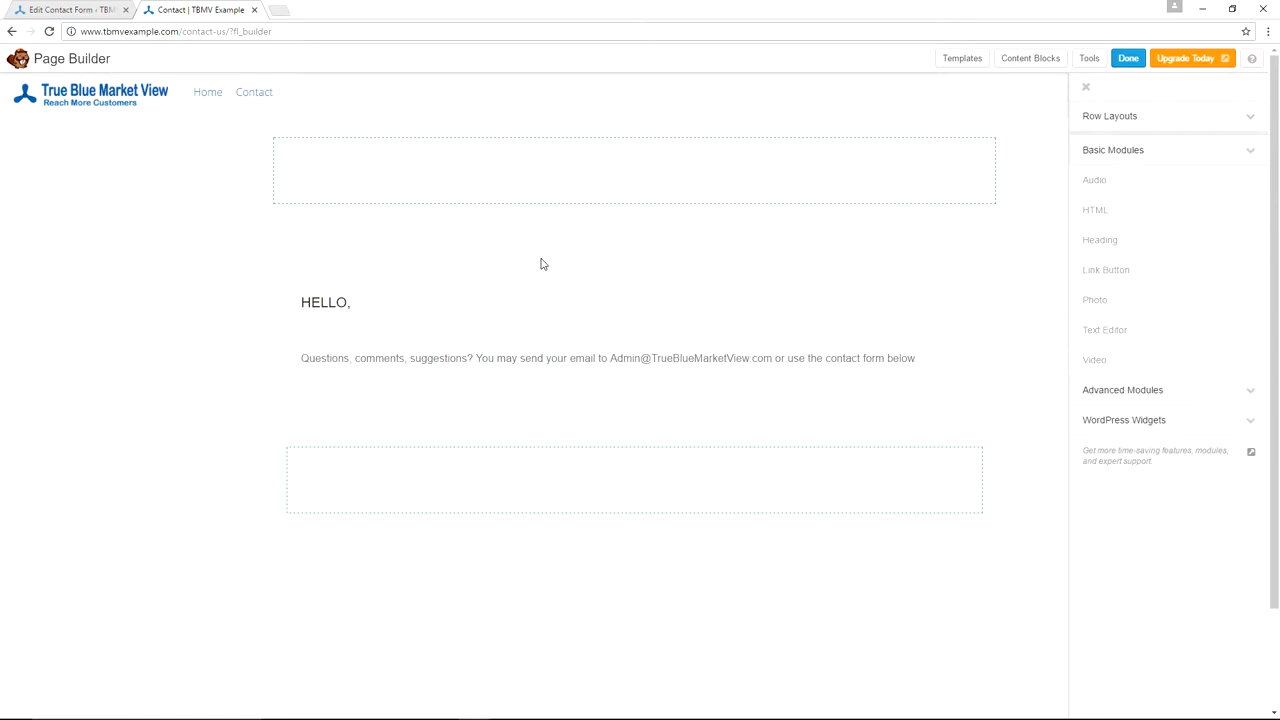 Edit Contact Form ‹ TBM
Contact | TBMV Example
www.tbmvexample.com/contact-us/?fl_builder
Page Builder
Templates
Content Blocks
Tools
Done
Upgrade Today
True Blue Market View
Reach More Customers
Home
Contact
Row Layouts
Basic Modules
Audio
HTML
Heading
Link Button
Photo
Text Editor
Video
Advanced Modules
WordPress Widgets
Get more time-saving features, modules,
and expert support.
HELLO,
Questions, comments, suggestions? You may send your email to Admin@TrueBlueMarketView.com or use the contact form below